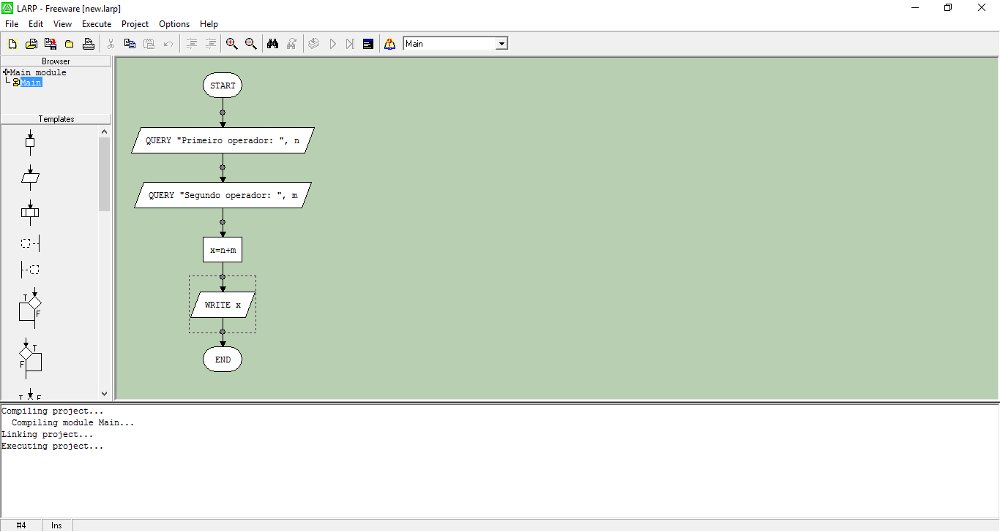 LARP - Freeware [new.larp]
File Edit View Execute Project Options Help
Main
Browser
Main module
Main
Templates
T
F
T
F
T F
START
QUERY "Primeiro operador: ", n
QUERY "Segundo operador: ", m
x=n+m
WRITE x
END
Compiling project...
Compiling module Main...
Linking project...
Executing project...
#4 Ins